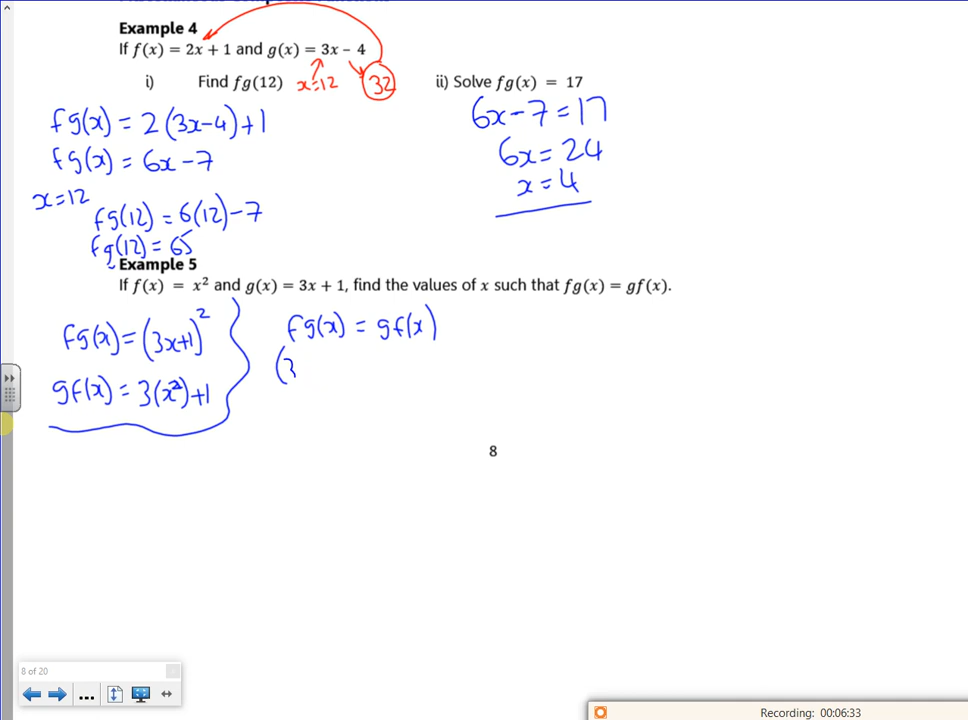 Example 4
If f(x) = 2x + 1 and g(x) = 3x – 4
i) Find fg(12) x=12 32 ii) Solve fg(x) = 17
fg(x) = 2(3x-4)+1
fg(x) = 6x-7
x=12
fg(12) = 6(12)-7
fg(12) = 65
6x-7=17
6x=24
x=4
Example 5
If f(x) = x² and g(x) = 3x + 1, find the values of x such that fg(x) = gf(x).
fg(x) = (3x+1)²
gf(x) = 3(x²)+1
fg(x) = gf(x)
(3
8
8 of 20
...
Recording: 00:06:33